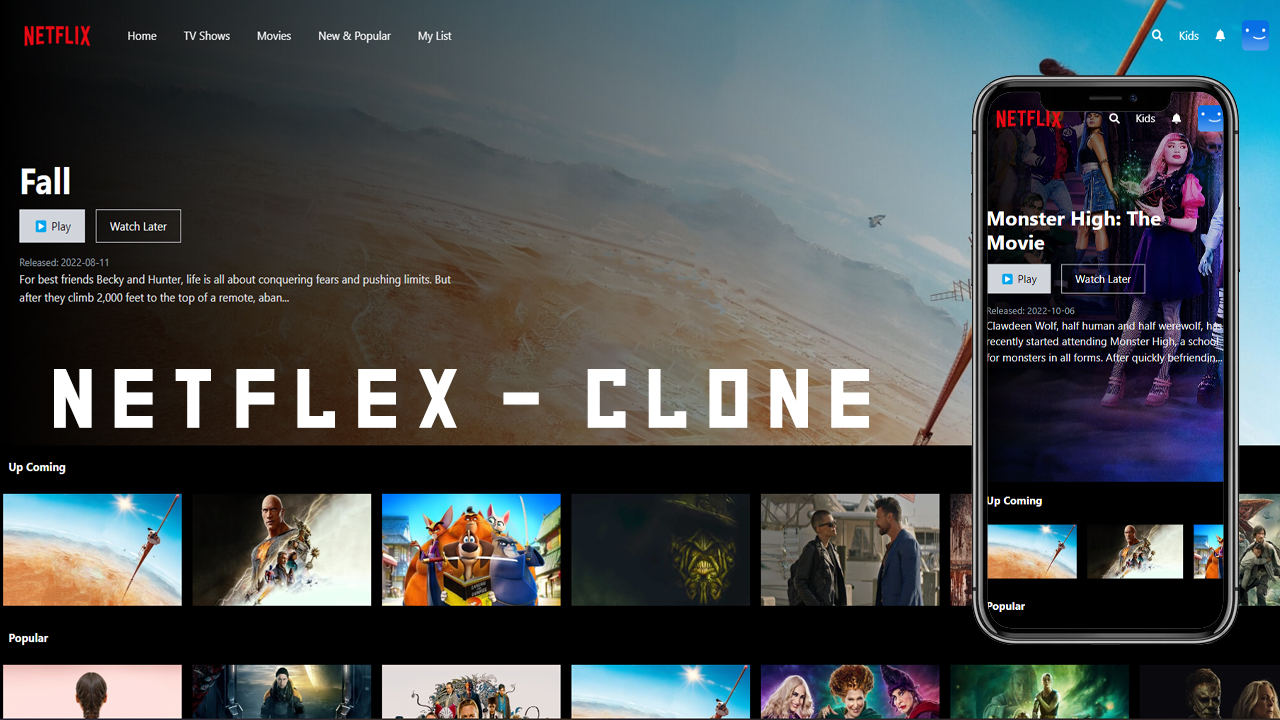 NETFLIX Home TV Shows Movies New & Popular My List Kids
Fall
Play Watch Later
Released: 2022-08-11
For best friends Becky and Hunter, life is all about conquering fears and pushing limits. But
after they climb 2,000 feet to the top of a remote, aban...
NETFLEX - CLONE
Up Coming
Popular
NETFLIX Kids
Monster High: The
Movie
Play Watch Later
Released: 2022-10-06
Clawdeen Wolf, half human and half werewolf, has
recently started attending Monster High, a school
for monsters in all forms. After quickly befriendin...
Up Coming
Popular